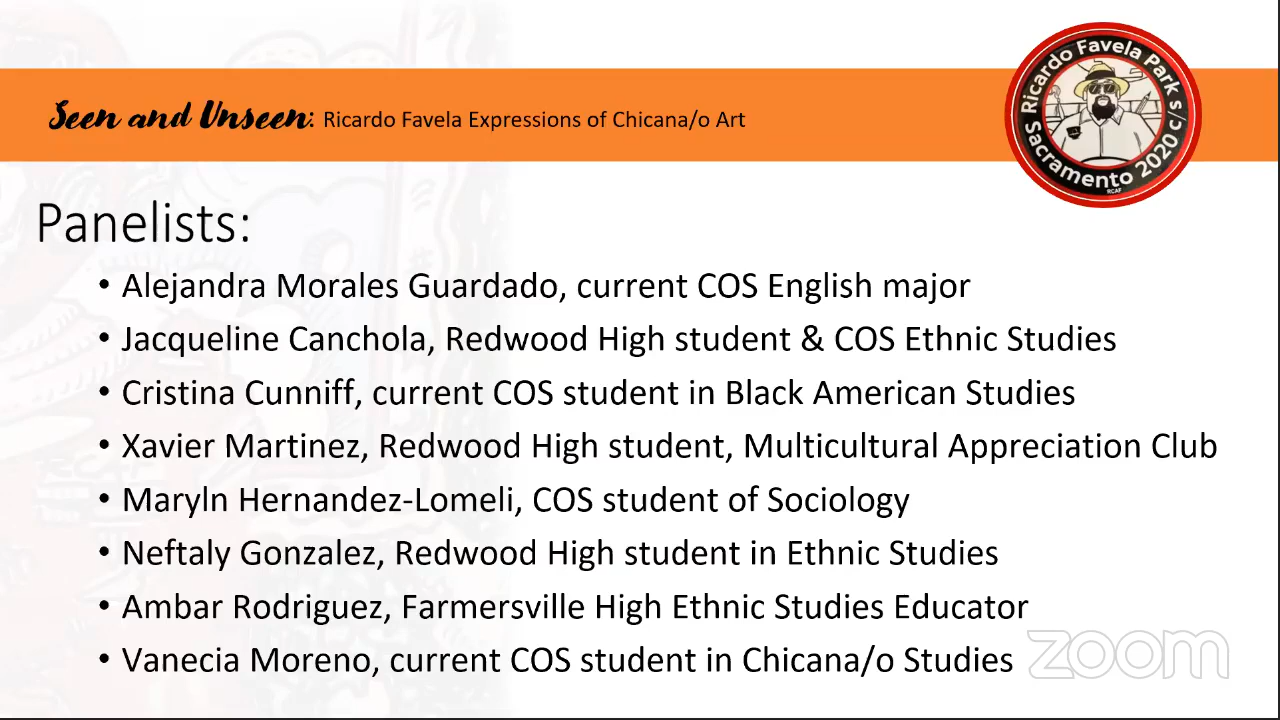 Seen and Unseen: Ricardo Favela Expressions of Chicana/o Art
Ricardo Favela Park s/c
Sacramento 2020
RCAF
Panelists:
• Alejandra Morales Guardado, current COS English major
• Jacqueline Canchola, Redwood High student & COS Ethnic Studies
• Cristina Cunniff, current COS student in Black American Studies
• Xavier Martinez, Redwood High student, Multicultural Appreciation Club
• Maryln Hernandez-Lomeli, COS student of Sociology
• Neftaly Gonzalez, Redwood High student in Ethnic Studies
• Ambar Rodriguez, Farmersville High Ethnic Studies Educator
• Vanecia Moreno, current COS student in Chicana/o Studies
zoom